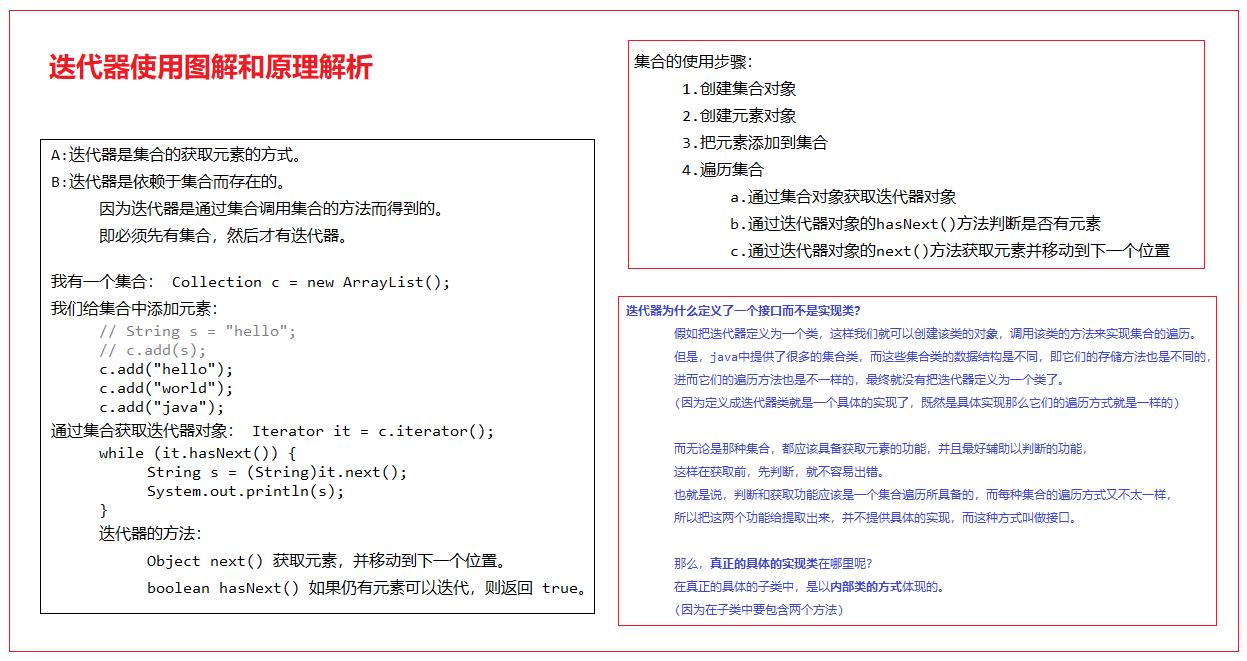 迭代器使用图解和原理解析
A:迭代器是集合的获取元素的方式。
B:迭代器是依赖于集合而存在的。
因为迭代器是通过集合调用集合的方法而得到的。
即必须先有集合，然后才有迭代器。
我有一个集合： Collection c = new ArrayList();
我们给集合中添加元素：
// String s = "hello";
// c.add(s);
c.add("hello");
c.add("world");
c.add("java");
通过集合获取迭代器对象： Iterator it = c.iterator();
while (it.hasNext()) {
String s = (String)it.next();
System.out.println(s);
}
迭代器的方法：
Object next() 获取元素，并移动到下一个位置。
boolean hasNext() 如果仍有元素可以迭代，则返回 true。
集合的使用步骤：
1.创建集合对象
2.创建元素对象
3.把元素添加到集合
4.遍历集合
a.通过集合对象获取迭代器对象
b.通过迭代器对象的hasNext()方法判断是否有元素
c.通过迭代器对象的next()方法获取元素并移动到下一个位置
迭代器为什么定义了一个接口而不是实现类?
假如把迭代器定义为一个类，这样我们就可以创建该类的对象，调用该类的方法来实现集合的遍历。
但是，java中提供了很多的集合类，而这些集合类的数据结构是不同，即它们的存储方法也是不同的，
进而它们的遍历方法也是不一样的，最终就没有把迭代器定义为一个类了。
（因为定义成迭代器类就是一个具体的实现了，既然是具体实现那么它们的遍历方式就是一样的）
而无论是那种集合，都应该具备获取元素的功能，并且最好辅助以判断的功能，
这样在获取前，先判断，就不容易出错。
也就是说，判断和获取功能应该是一个集合遍历所具备的，而每种集合的遍历方式又不太一样，
所以把这两个功能给提取出来，并不提供具体的实现，而这种方式叫做接口。
那么，真正的具体的实现类在哪里呢?
在真正的具体的子类中，是以内部类的方式体现的。
（因为在子类中要包含两个方法）